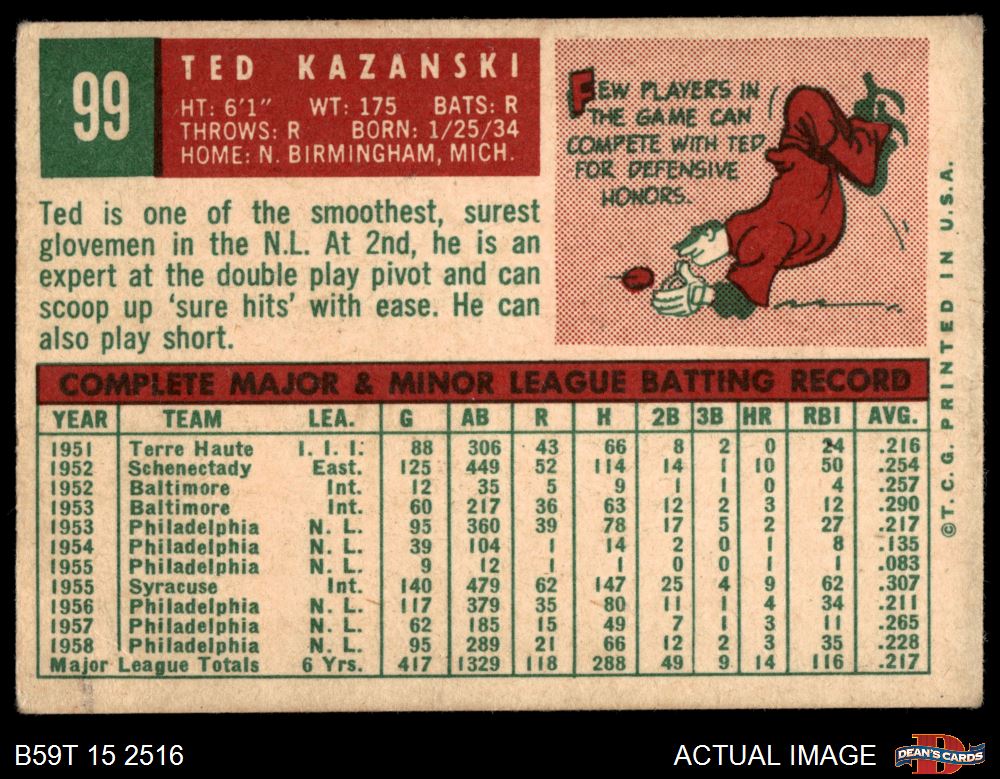 99
TED KAZANSKI
HT: 6'1" WT: 175 BATS: R
THROWS: R BORN: 1/25/34
HOME: N. BIRMINGHAM, MICH.
FEW PLAYERS IN
THE GAME CAN
COMPETE WITH TED
FOR DEFENSIVE
HONORS.
Ted is one of the smoothest, surest
glovemen in the N.L. At 2nd, he is an
expert at the double play pivot and can
scoop up 'sure hits' with ease. He can
also play short.
COMPLETE MAJOR & MINOR LEAGUE BATTING RECORD
YEAR TEAM LEA. G AB R H 2B 3B HR RBI AVG.
1951 Terre Haute I. I. I. 88 306 43 66 8 2 0 24 .216
1952 Schenectady East. 125 449 52 114 14 1 10 50 .254
1952 Baltimore Int. 12 35 5 9 1 1 0 4 .257
1953 Baltimore Int. 60 217 36 63 12 2 3 12 .290
1953 Philadelphia N. L. 95 360 39 78 17 5 2 27 .217
1954 Philadelphia N. L. 39 104 1 14 2 0 1 8 .135
1955 Philadelphia N. L. 9 12 1 1 0 0 1 1 .083
1955 Syracuse Int. 140 479 62 147 25 4 9 62 .307
1956 Philadelphia N. L. 117 379 35 80 11 1 4 34 .211
1957 Philadelphia N. L. 62 185 15 49 7 1 3 11 .265
1958 Philadelphia N. L. 95 289 21 66 12 2 3 35 .228
Major League Totals 6 Yrs. 417 1329 118 288 49 9 14 116 .217
©T.C.G. PRINTED IN U.S.A.
B59T 15 2516
ACTUAL IMAGE
D
DEAN'S CARDS